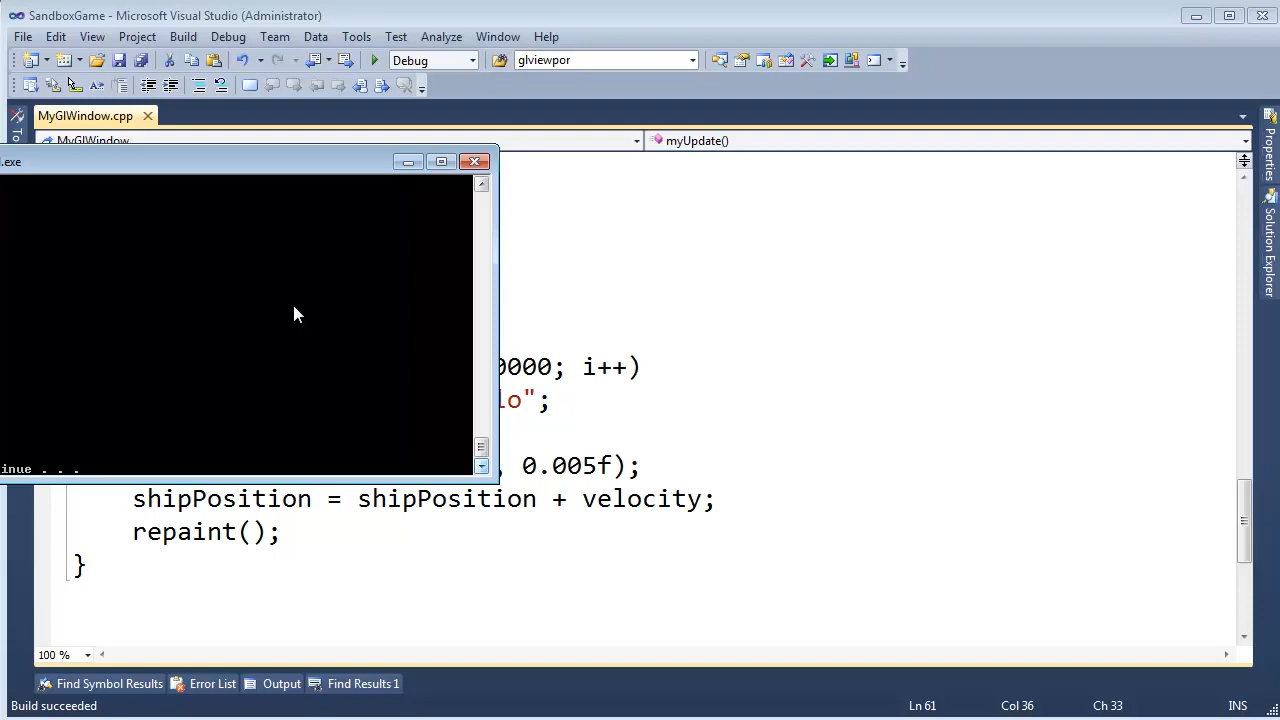 SandboxGame - Microsoft Visual Studio (Administrator)
File Edit View Project Build Debug Team Data Tools Test Analyze Window Help
Debug glviewpor
MyGlWindow.cpp
MyGlWindow myUpdate()
.exe
0000; i++)
lo";
inue . . .
, 0.005f);
shipPosition = shipPosition + velocity;
repaint();
}
100 %
Find Symbol Results Error List Output Find Results 1
Build succeeded Ln 61 Col 36 Ch 33 INS
Properties
Solution Explorer
To